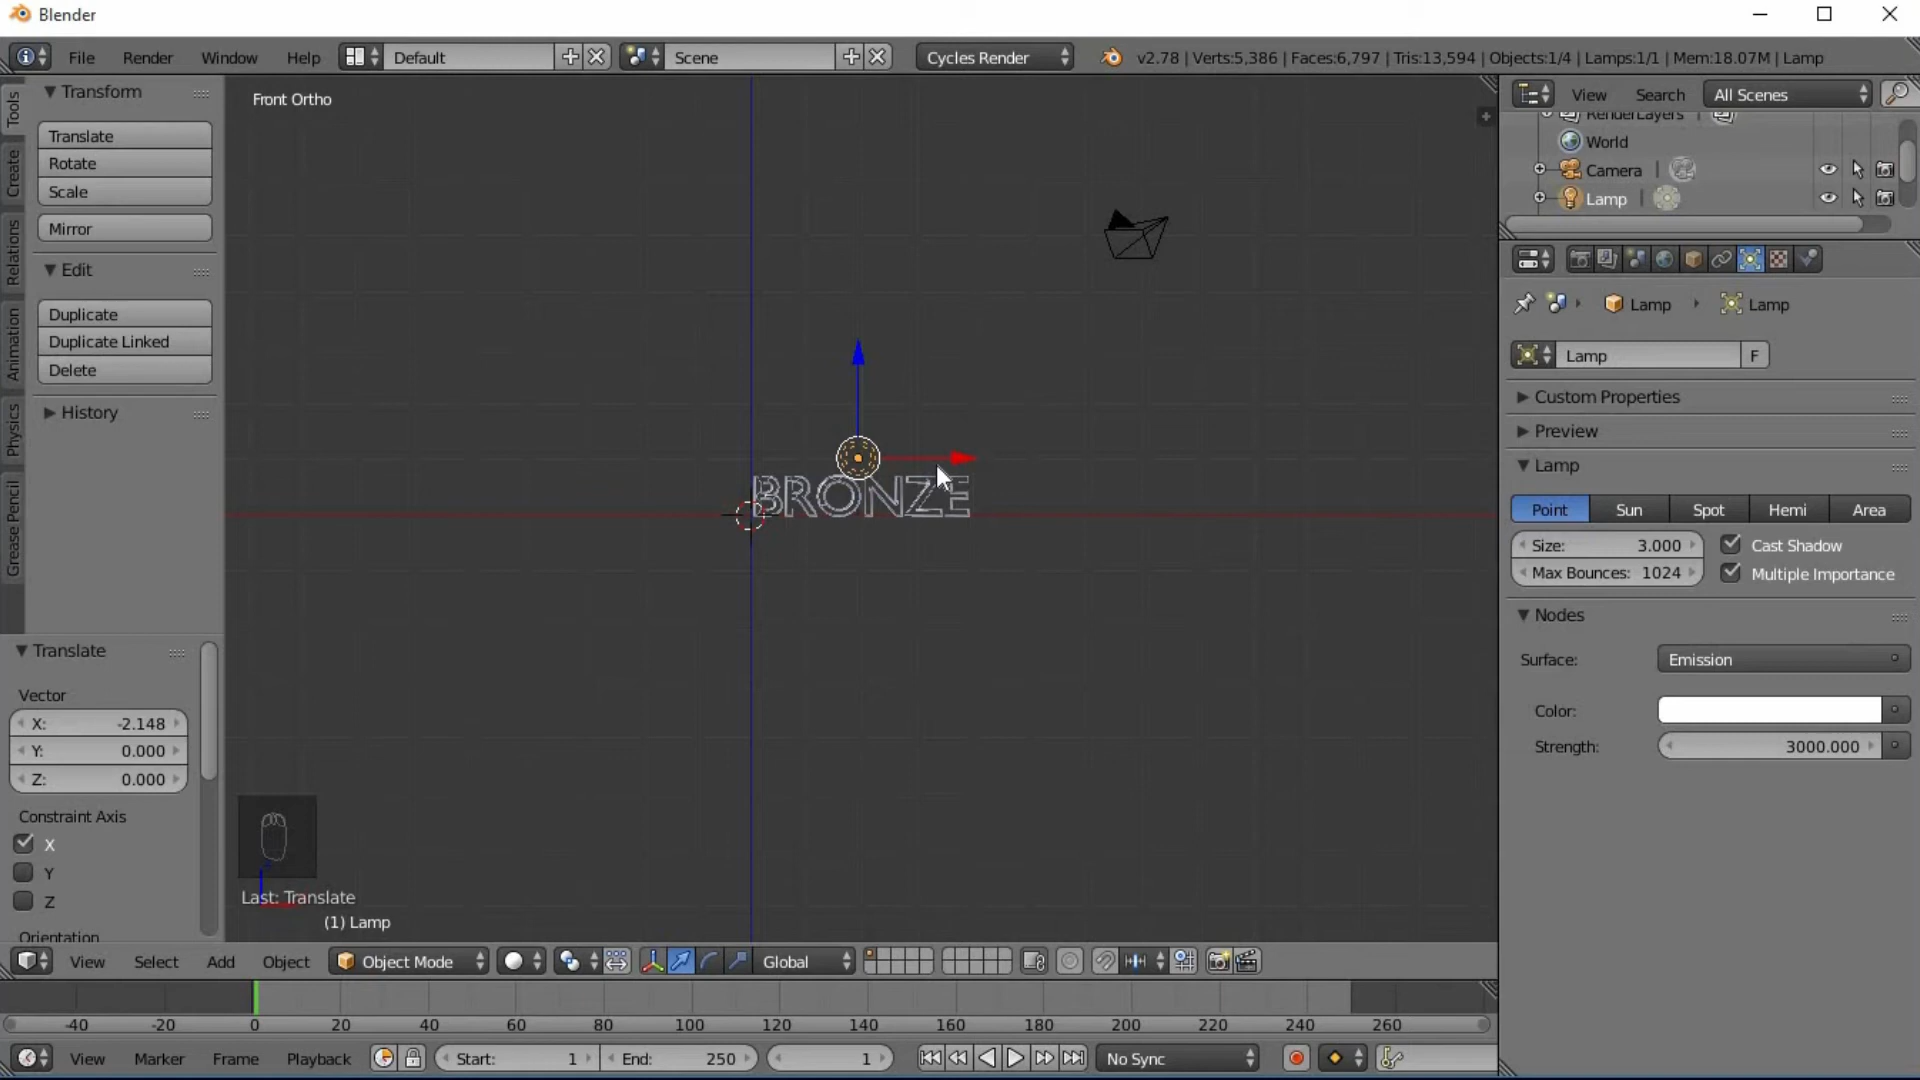 Blender
File Render Window Help Default Scene Cycles Render v2.78 | Verts:5,386 | Faces:6,797 | Tris:13,594 | Objects:1/4 | Lamps:1/1 | Mem:18.07M | Lamp
Tools
Create
Relations
Animation
Physics
Grease Pencil
Transform
Translate
Rotate
Scale
Mirror
Edit
Duplicate
Duplicate Linked
Delete
History
Translate
Vector
X: -2.148
Y: 0.000
Z: 0.000
Constraint Axis
X
Y
Z
Orientation
Front Ortho
BRONZE
Last: Translate
(1) Lamp
View Select Add Object Object Mode Global
-40 -20 0 20 40 60 80 100 120 140 160 180 200 220 240 260
View Marker Frame Playback Start: 1 End: 250 1 No Sync
View Search All Scenes
RenderLayers
World
Camera
Lamp
Lamp Lamp
Lamp F
Custom Properties
Preview
Lamp
Point Sun Spot Hemi Area
Size: 3.000 Cast Shadow
Max Bounces: 1024 Multiple Importance
Nodes
Surface: Emission
Color:
Strength: 3000.000